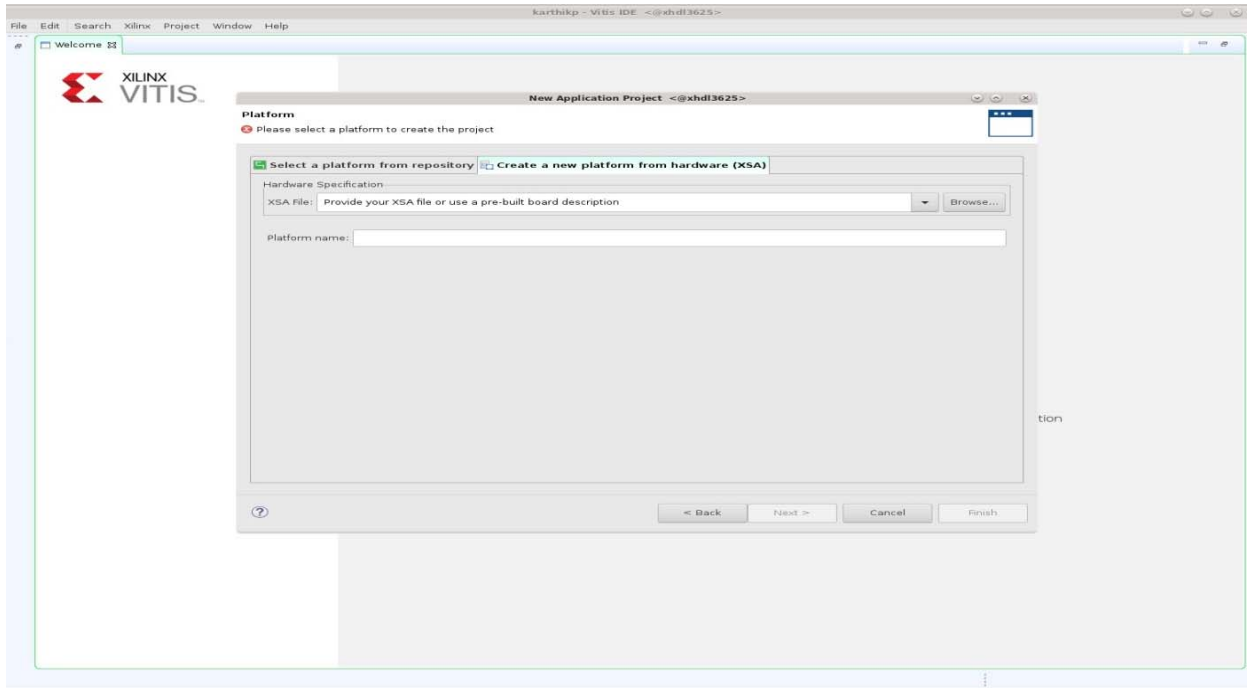 karthikp - Vitis IDE <@xhdl3625>
File Edit Search Xilinx Project Window Help
Welcome
XILINX
VITIS™
New Application Project <@xhdl3625>
Platform
Please select a platform to create the project
Select a platform from repository Create a new platform from hardware (XSA)
Hardware Specification
XSA File: Provide your XSA file or use a pre-built board description Browse...
Platform name:
tion
< Back Next > Cancel Finish